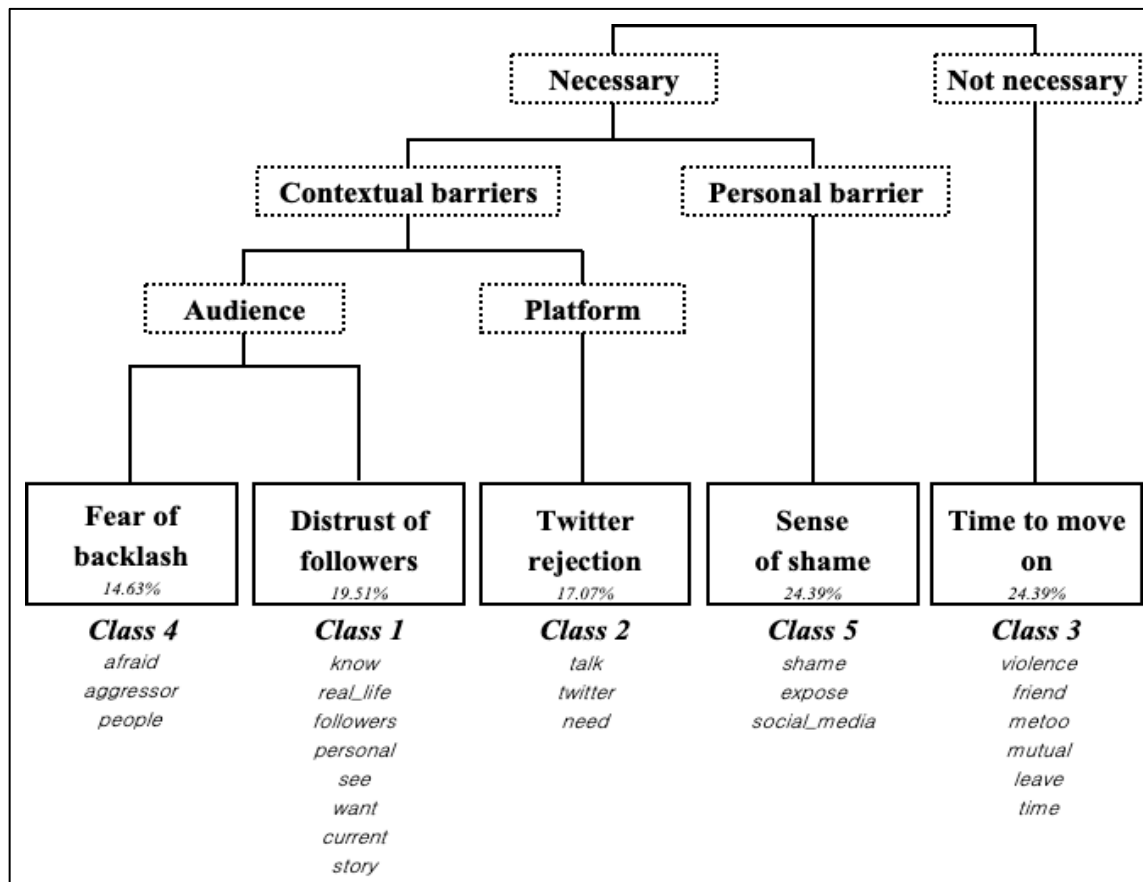 Necessary
Not necessary
Contextual barriers
Personal barrier
Audience
Platform
Fear of
backlash
14.63%
Class 4
afraid
aggressor
people
Distrust of
followers
19.51%
Class 1
know
real_life
followers
personal
see
want
current
story
Twitter
rejection
17.07%
Class 2
talk
twitter
need
Sense
of shame
24.39%
Class 5
shame
expose
social_media
Time to move
on
24.39%
Class 3
violence
friend
metoo
mutual
leave
time